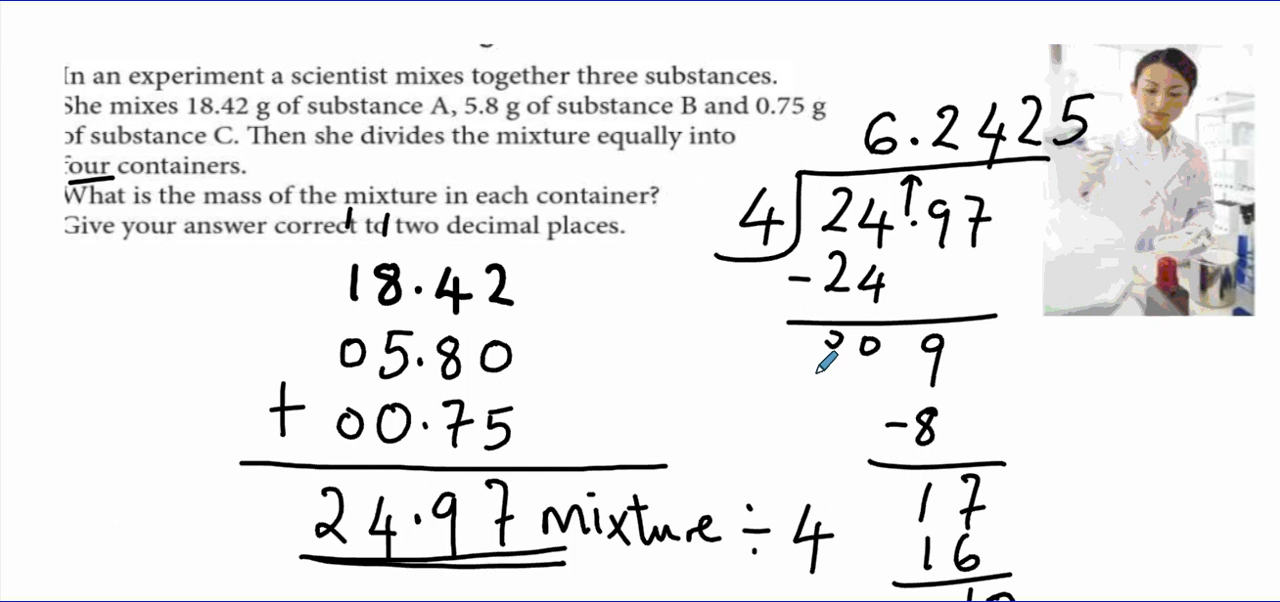 In an experiment a scientist mixes together three substances.
She mixes 18.42 g of substance A, 5.8 g of substance B and 0.75 g
of substance C. Then she divides the mixture equally into
four containers.
What is the mass of the mixture in each container?
Give your answer correct to two decimal places.
18.42
05.80
+ 00.75
24.97 mixture ÷ 4
6.2425
4 24.97
-24
00 9
-8
17
16
10